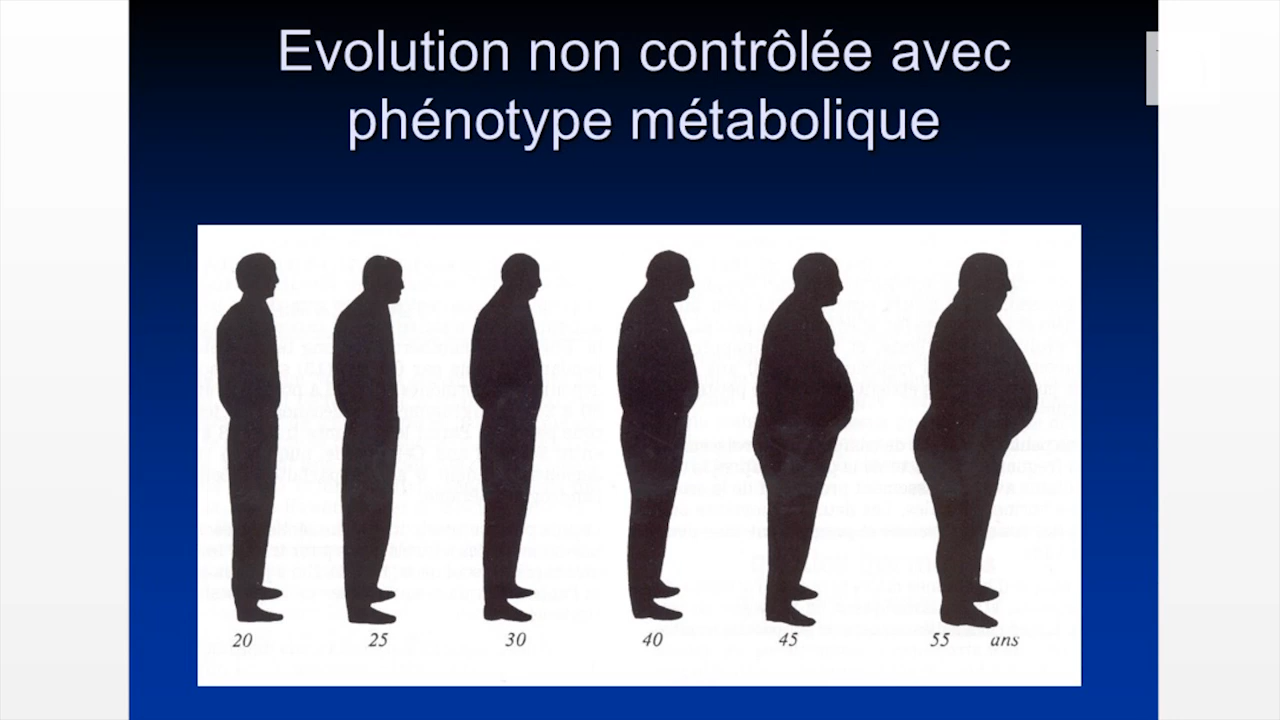 Evolution non contrôlée avec
phénotype métabolique
20 25 30 40 45 55 ans